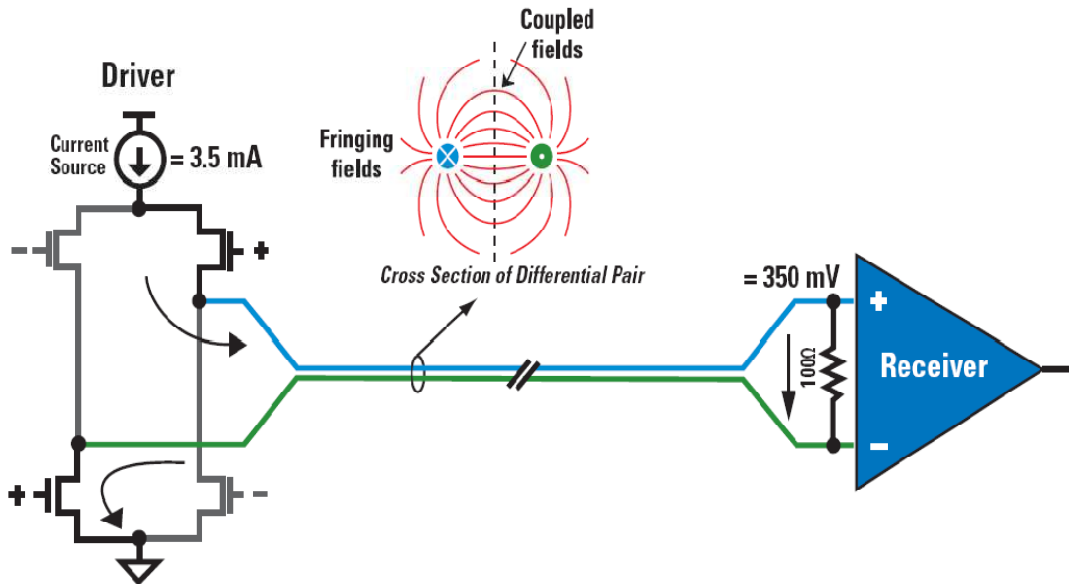 Coupled
fields
Driver
Fringing
fields
Current
Source
= 3.5 mA
–
+
Cross Section of Differential Pair
= 350 mV
+
100Ω
Receiver
–
+
–